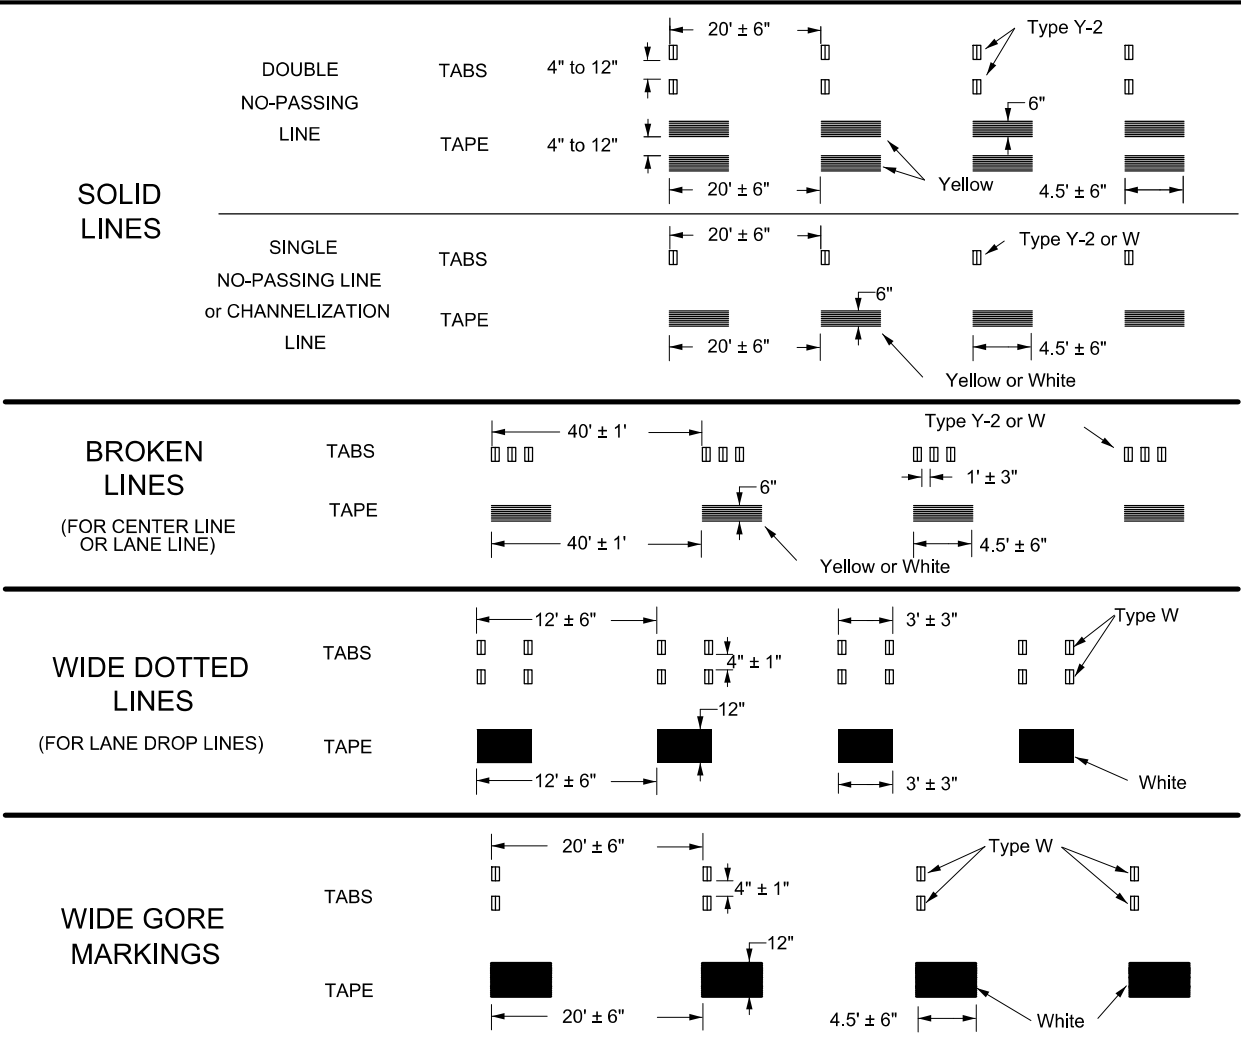 SOLID
LINES
DOUBLE
NO-PASSING
LINE
TABS
4" to 12"
20' ± 6"
Type Y-2
TAPE
4" to 12"
6"
20' ± 6"
Yellow
4.5' ± 6"
SINGLE
NO-PASSING LINE
or CHANNELIZATION
LINE
TABS
20' ± 6"
Type Y-2 or W
TAPE
6"
20' ± 6"
4.5' ± 6"
Yellow or White
BROKEN
LINES
(FOR CENTER LINE
OR LANE LINE)
TABS
40' ± 1'
Type Y-2 or W
1' ± 3"
TAPE
6"
40' ± 1'
4.5' ± 6"
Yellow or White
WIDE DOTTED
LINES
(FOR LANE DROP LINES)
TABS
12' ± 6"
3' ± 3"
Type W
4" ± 1"
TAPE
12"
12' ± 6"
3' ± 3"
White
WIDE GORE
MARKINGS
TABS
20' ± 6"
Type W
4" ± 1"
TAPE
12"
20' ± 6"
4.5' ± 6"
White